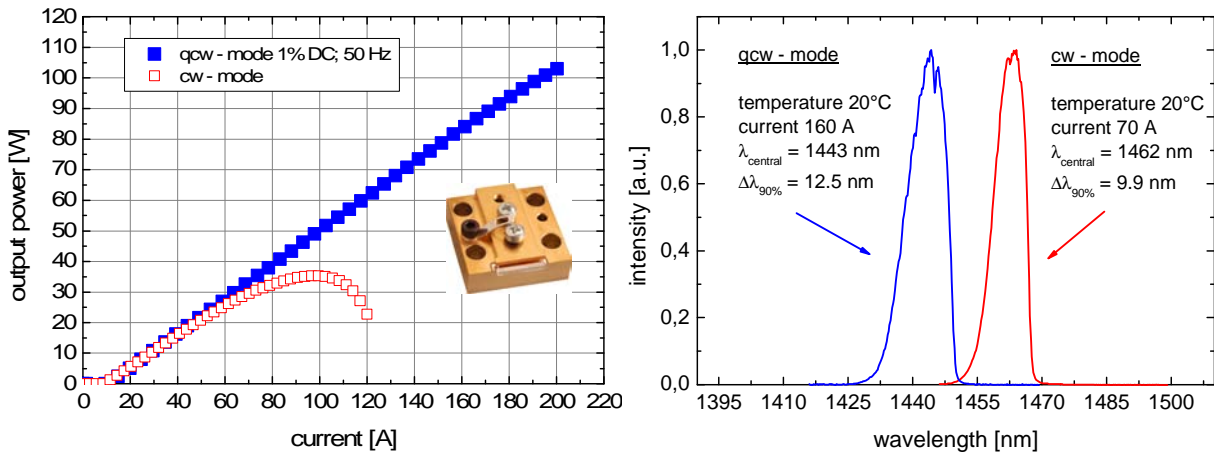 qcw - mode 1% DC; 50 Hz
cw - mode
output power [W]
120
110
100
90
80
70
60
50
40
30
20
10
0
0 20 40 60 80 100 120 140 160 180 200 220
current [A]
qcw - mode
temperature 20°C
current 160 A
λcentral = 1443 nm
Δλ90% = 12.5 nm
cw - mode
temperature 20°C
current 70 A
λcentral = 1462 nm
Δλ90% = 9.9 nm
intensity [a.u.]
1,0
0,8
0,6
0,4
0,2
0,0
1395 1410 1425 1440 1455 1470 1485 1500
wavelength [nm]